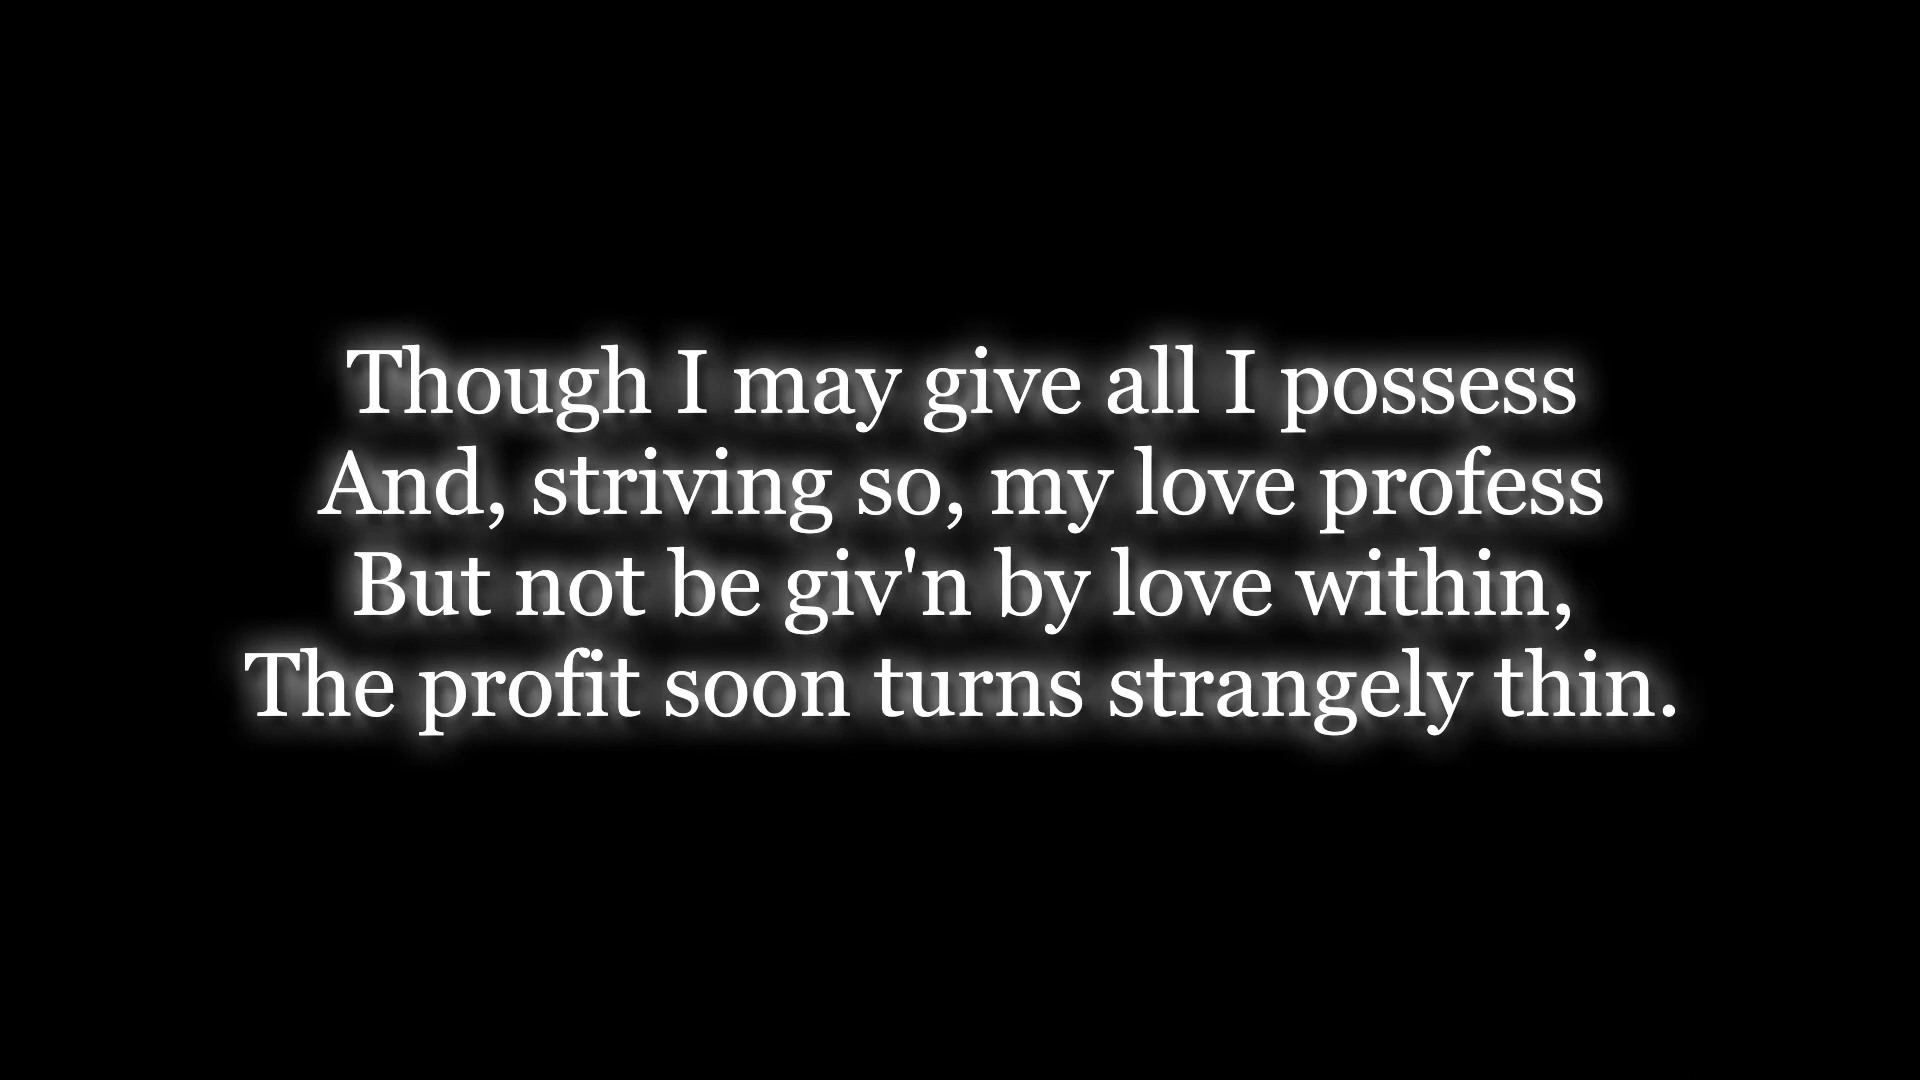 Though I may give all I possess
And, striving so, my love profess
But not be giv'n by love within,
The profit soon turns strangely thin.